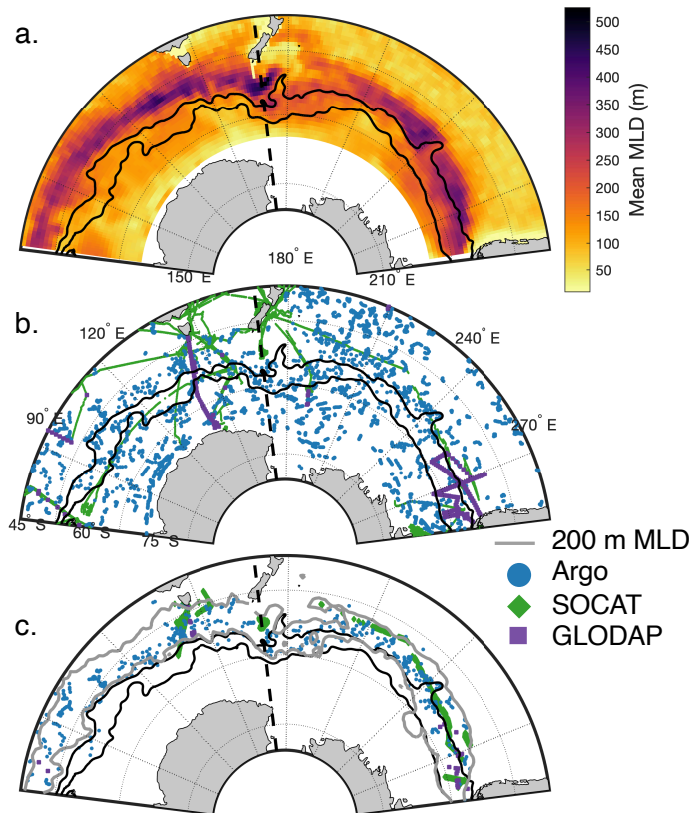 a.
500
450
400
350
300
250
200
150
100
50
Mean MLD (m)
180° E
150° E
210° E
b.
120° E
240° E
90° E
270° E
45° S
60° S
75° S
200 m MLD
Argo
SOCAT
GLODAP
c.